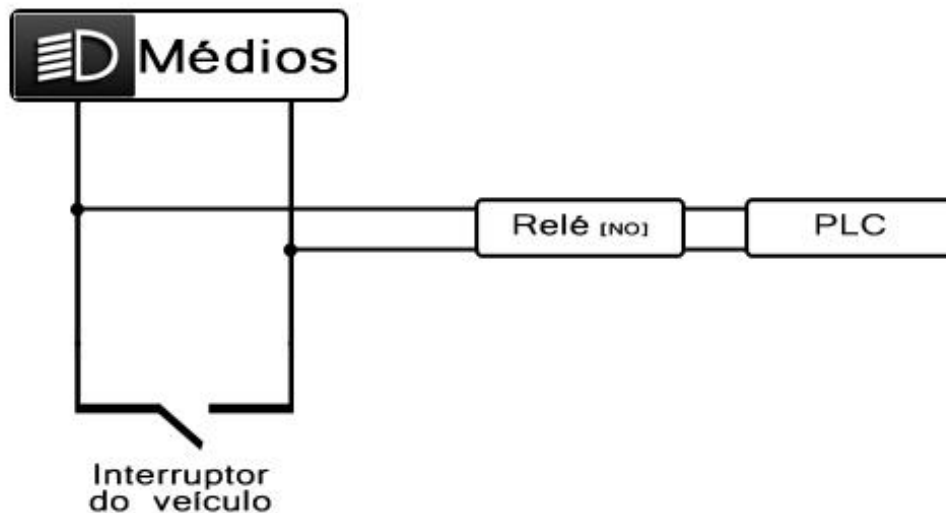 Médios
Relé [NO]
PLC
Interruptor
do veículo